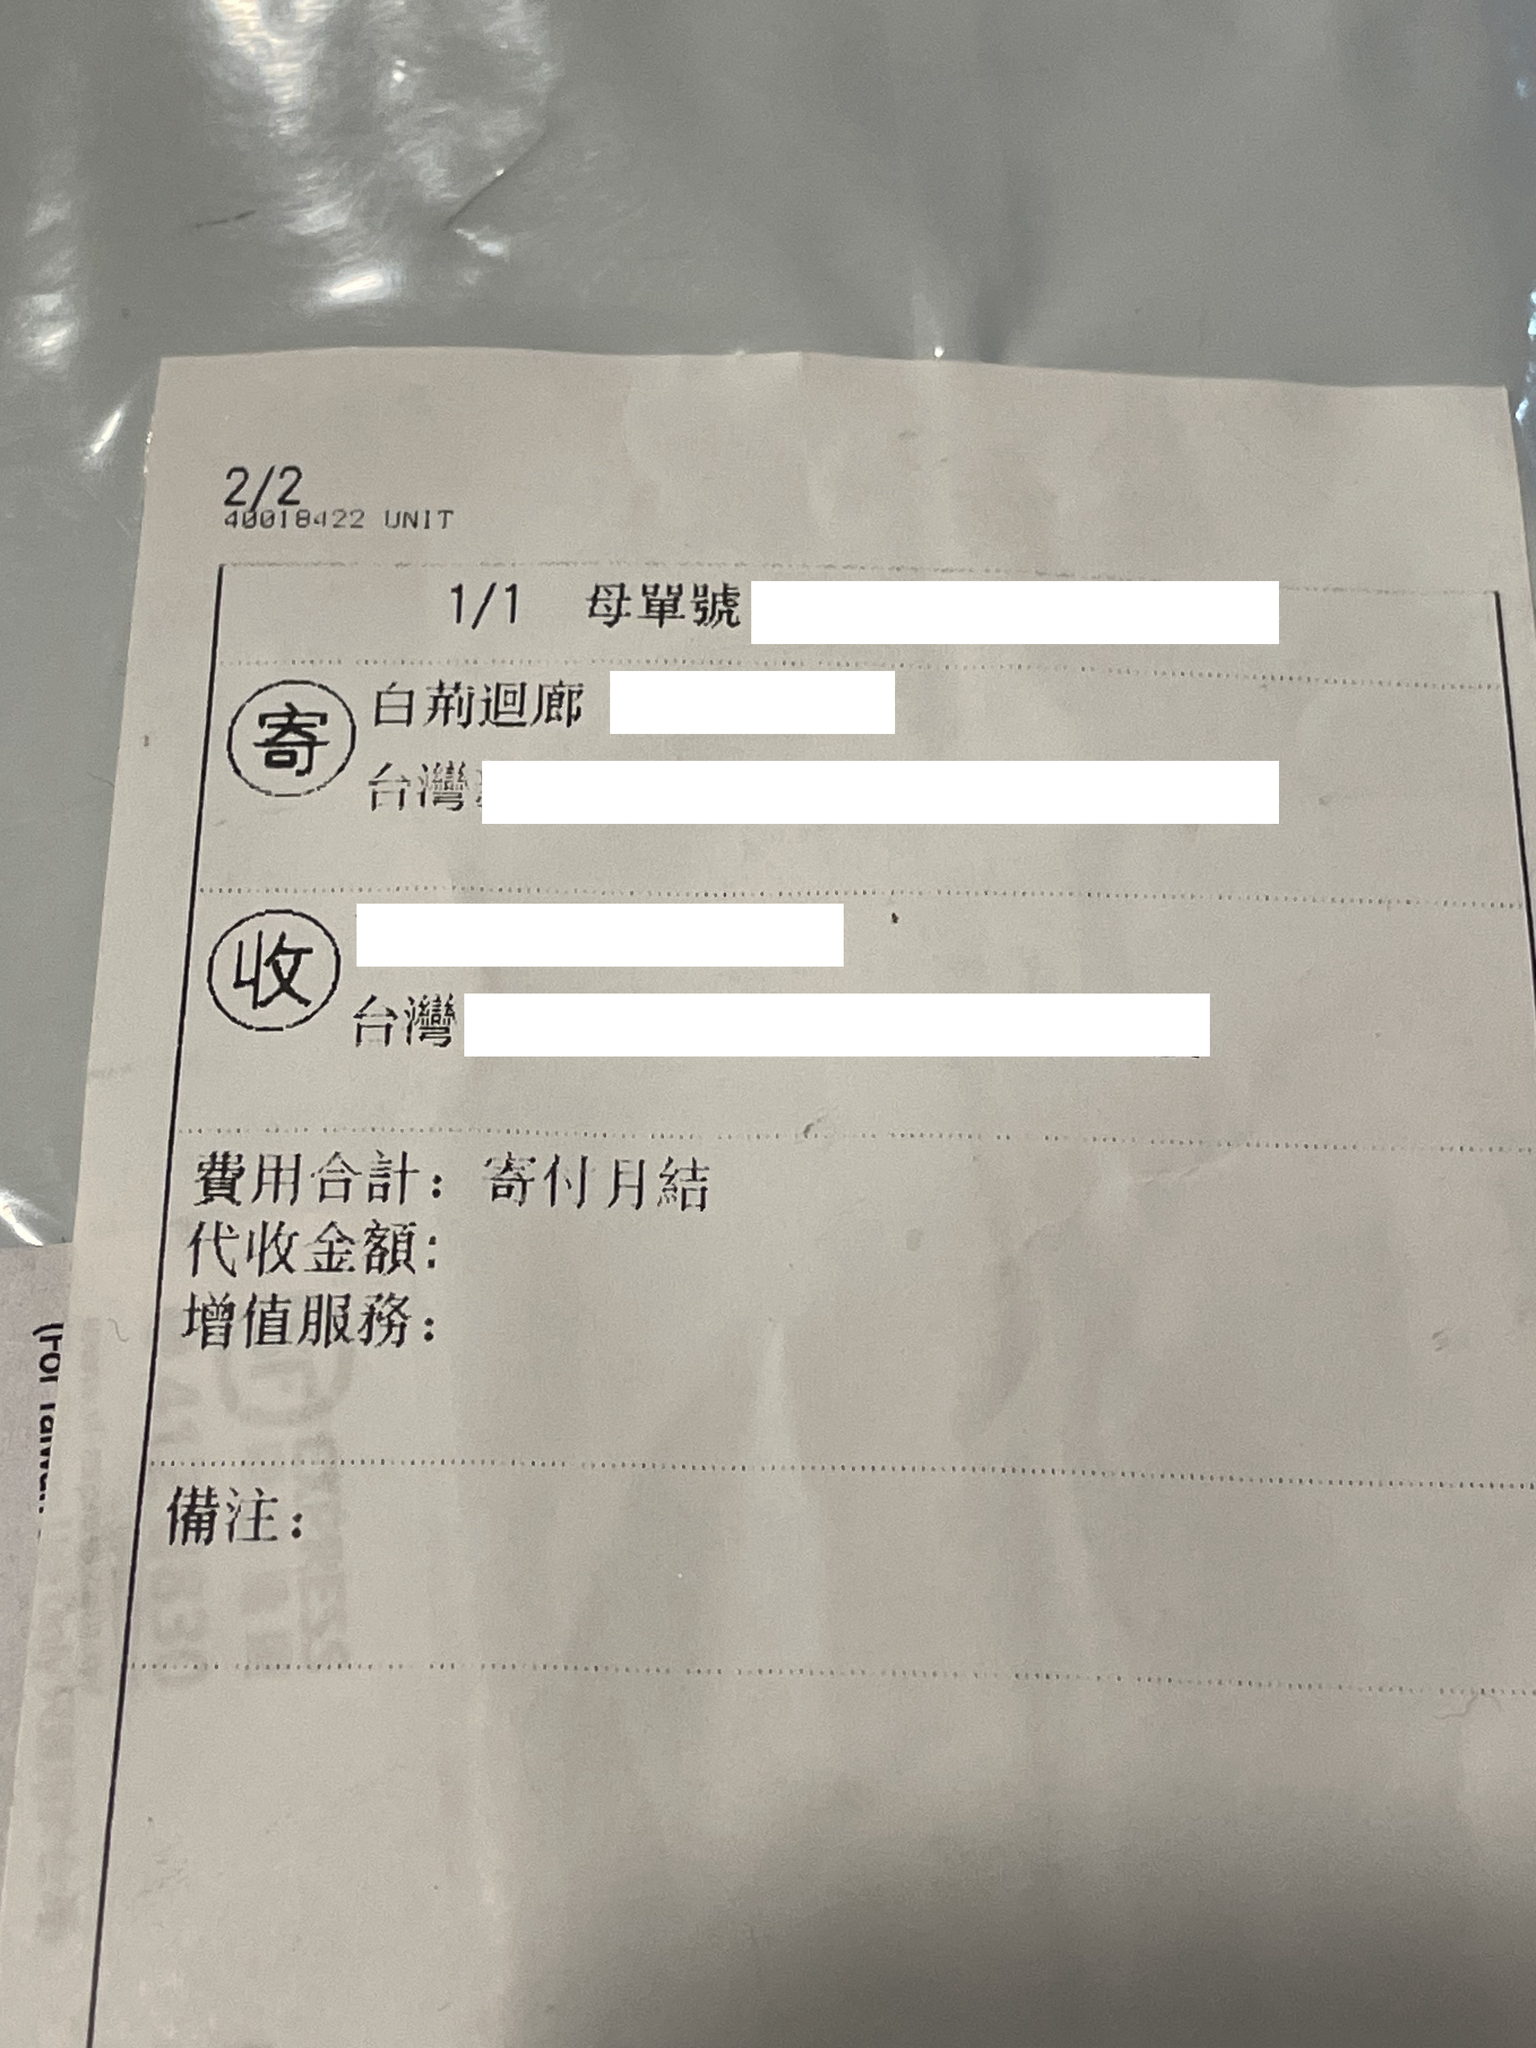 2/2
40018422 UNIT
1/1 母單號
寄 白荊迴廊
台灣
收
台灣
費用合計：寄付月結
代收金額：
增值服務：
備注：